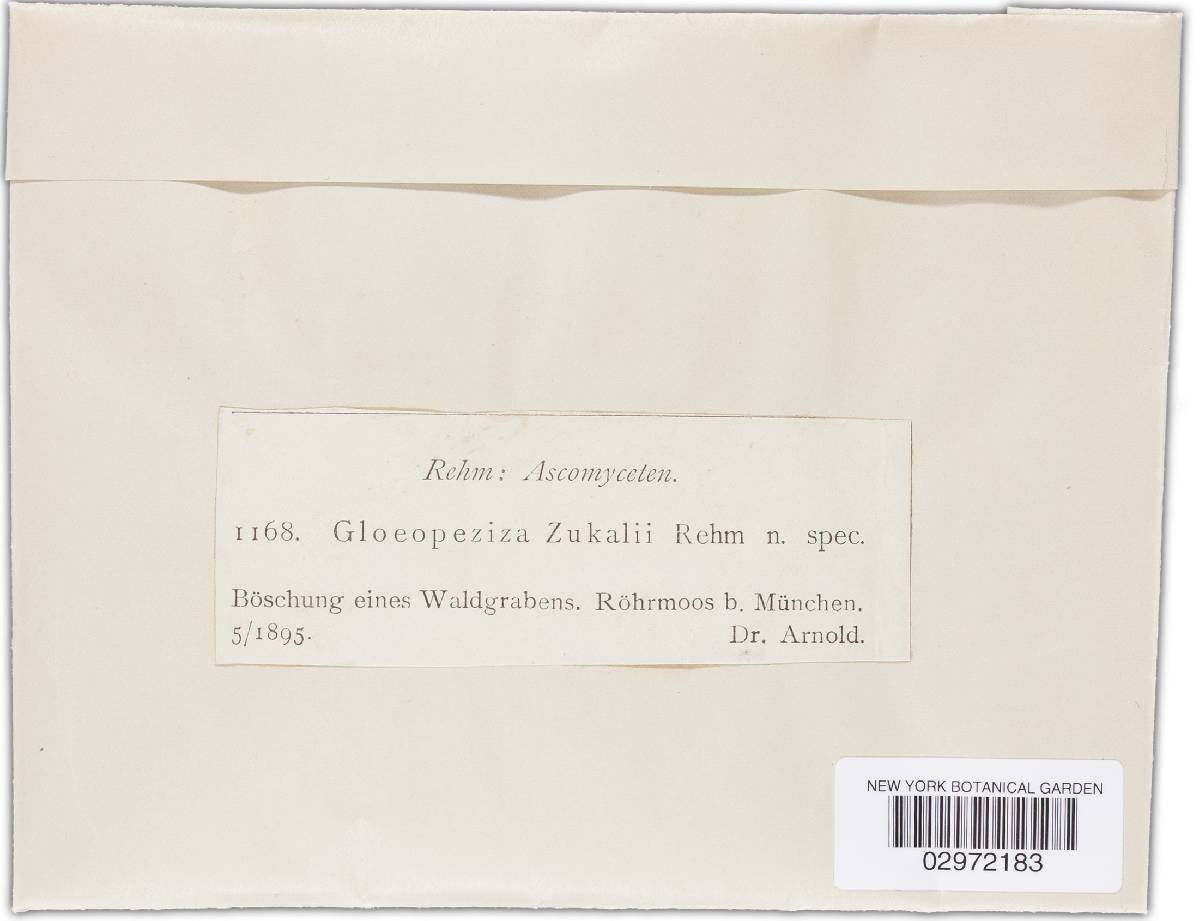 Rehm: Ascomyceten.
1168. Gloeopeziza Zukalii Rehm n. spec.
Böschung eines Waldgrabens. Röhrmoos b. München.
5/1895. Dr. Arnold.
NEW YORK BOTANICAL GARDEN
02972183